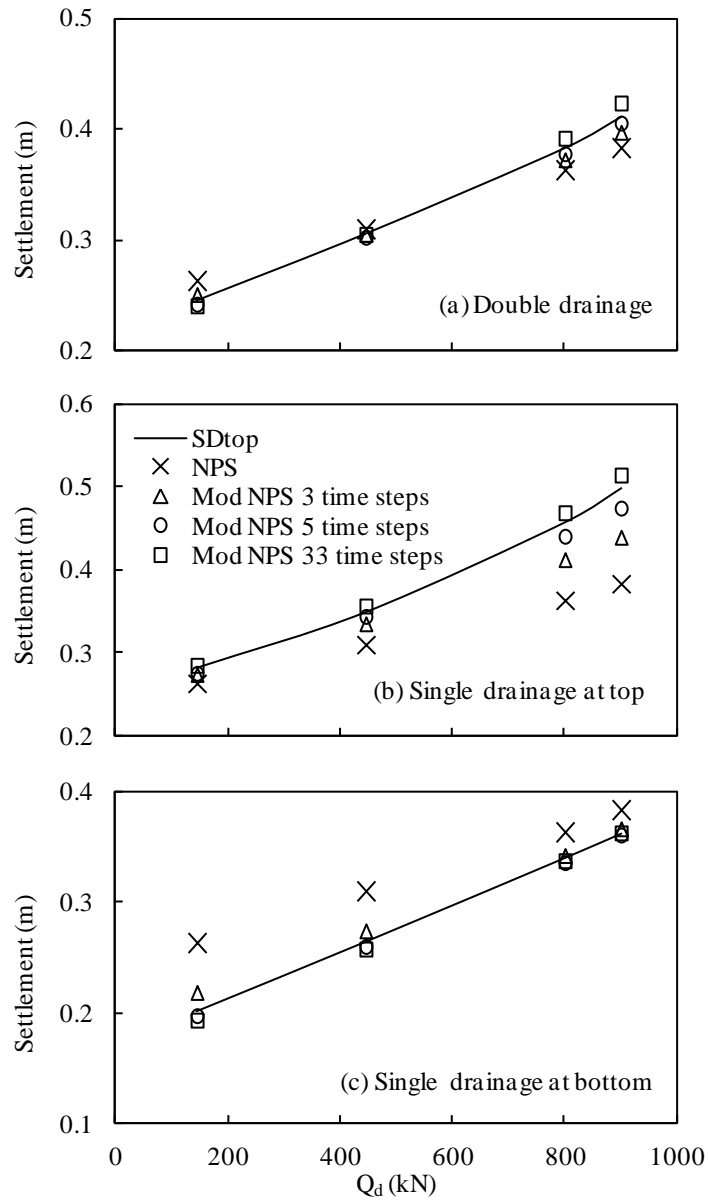 0.5
0.4
0.3
0.2
Settlement (m)
(a) Double drainage
0.6
0.5
0.4
0.3
0.2
Settlement (m)
SDtop
NPS
Mod NPS 3 time steps
Mod NPS 5 time steps
Mod NPS 33 time steps
(b) Single drainage at top
0.4
0.3
0.2
0.1
Settlement (m)
(c) Single drainage at bottom
0 200 400 600 800 1000
Qd (kN)